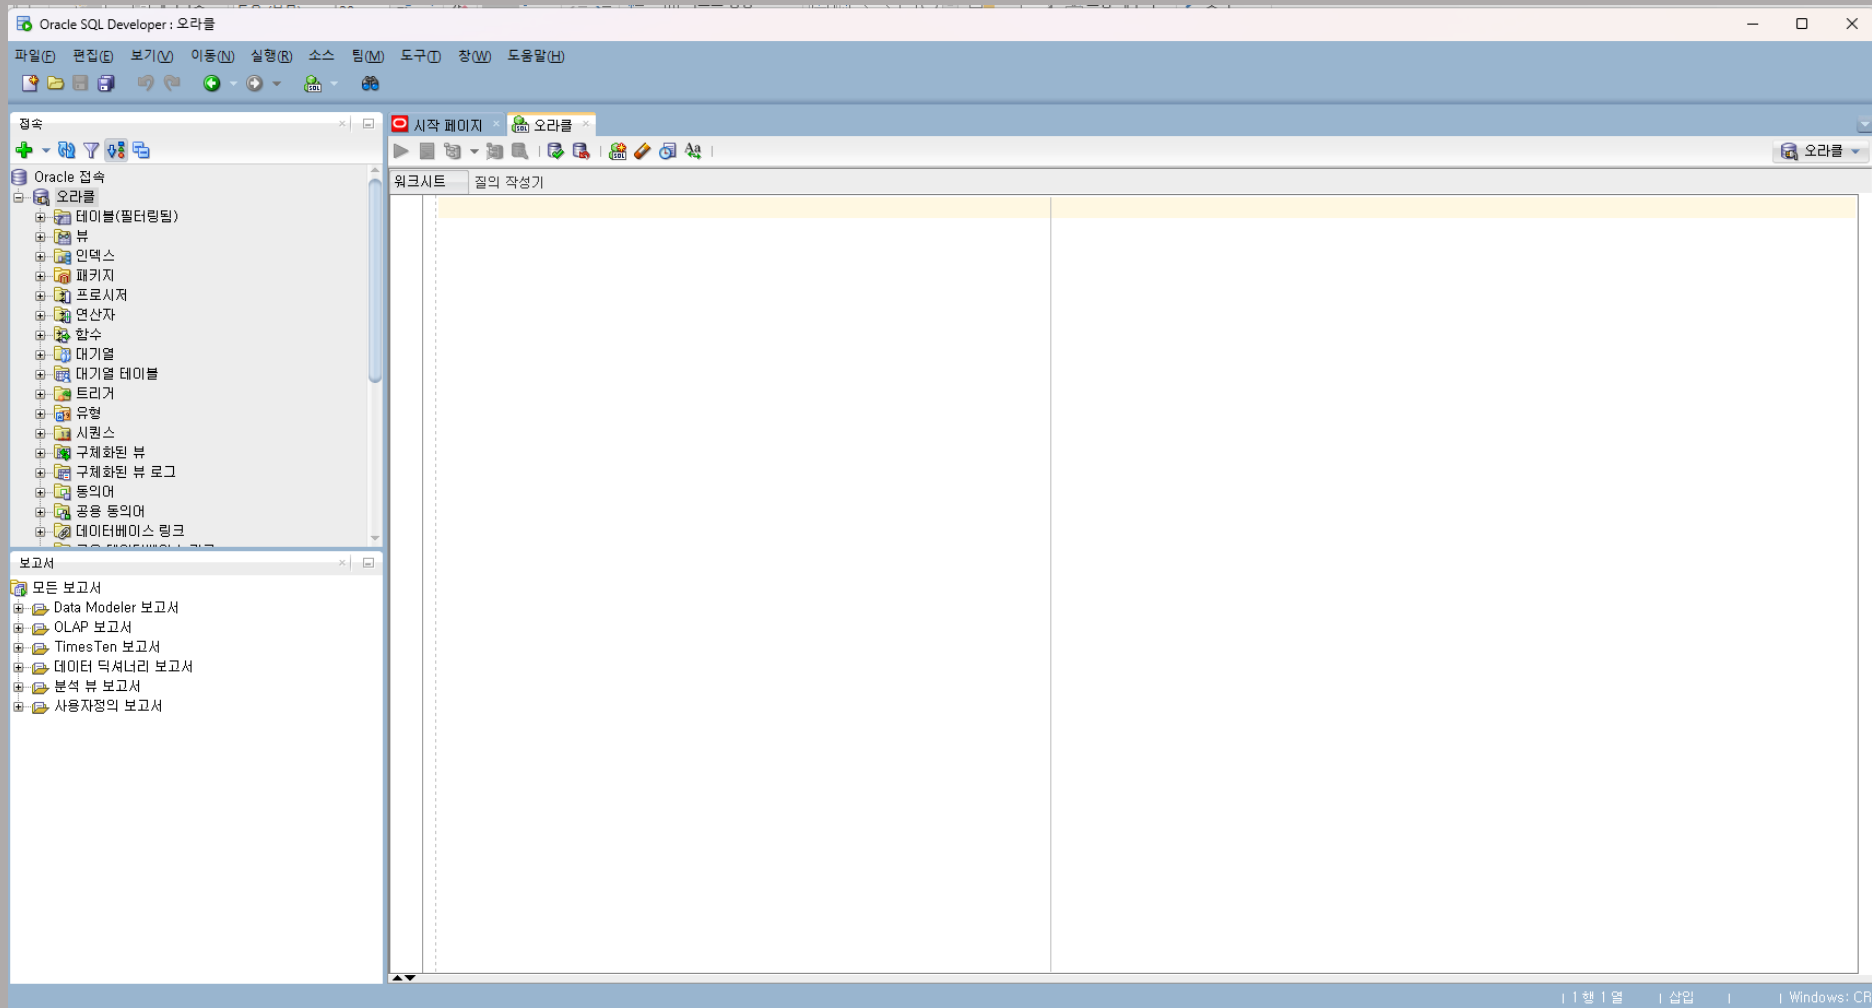 Oracle SQL Developer : 오라클
파일(F) 편집(E) 보기(V) 이동(N) 실행(R) 소스 팀(M) 도구(T) 창(W) 도움말(H)
접속
Oracle 접속
오라클
테이블(필터링됨)
뷰
인덱스
패키지
프로시저
연산자
함수
대기열
대기열 테이블
트리거
유형
시퀀스
구체화된 뷰
구체화된 뷰 로그
동의어
공용 동의어
데이터베이스 링크
보고서
모든 보고서
Data Modeler 보고서
OLAP 보고서
TimesTen 보고서
데이터 딕셔너리 보고서
분석 뷰 보고서
사용자정의 보고서
시작 페이지 오라클
오라클
워크시트 질의 작성기
1 행 1 열 삽입 Windows: CR